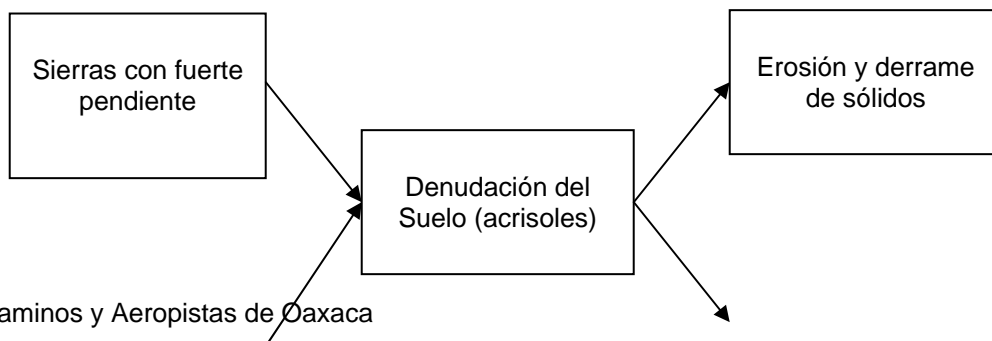 Sierras con fuerte
pendiente
Erosión y derrame
de sólidos
Denudación del
Suelo (acrisoles)
aminos y Aeropistas de Oaxaca